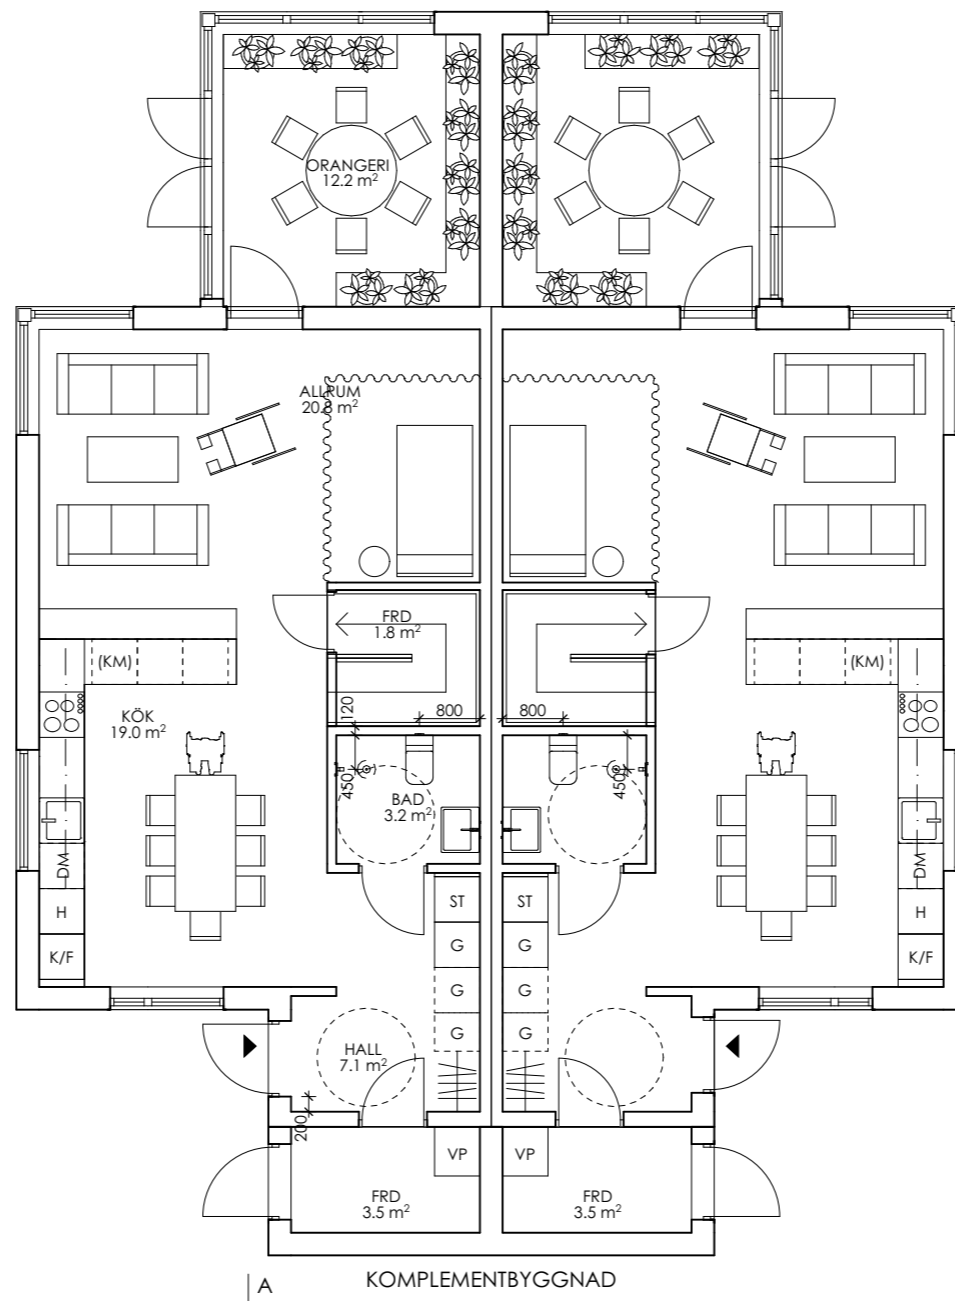 ORANGERI
12.2 m²
ALLRUM
20.8 m²
FRD
1.8 m²
(KM)
(KM)
KÖK
19.0 m²
120
800
800
450
450
BAD
3.2 m²
DM
DM
H
H
K/F
K/F
ST
ST
G
G
G
G
G
G
HALL
7.1 m²
200
VP
VP
FRD
3.5 m²
FRD
3.5 m²
A
KOMPLEMENTBYGGNAD